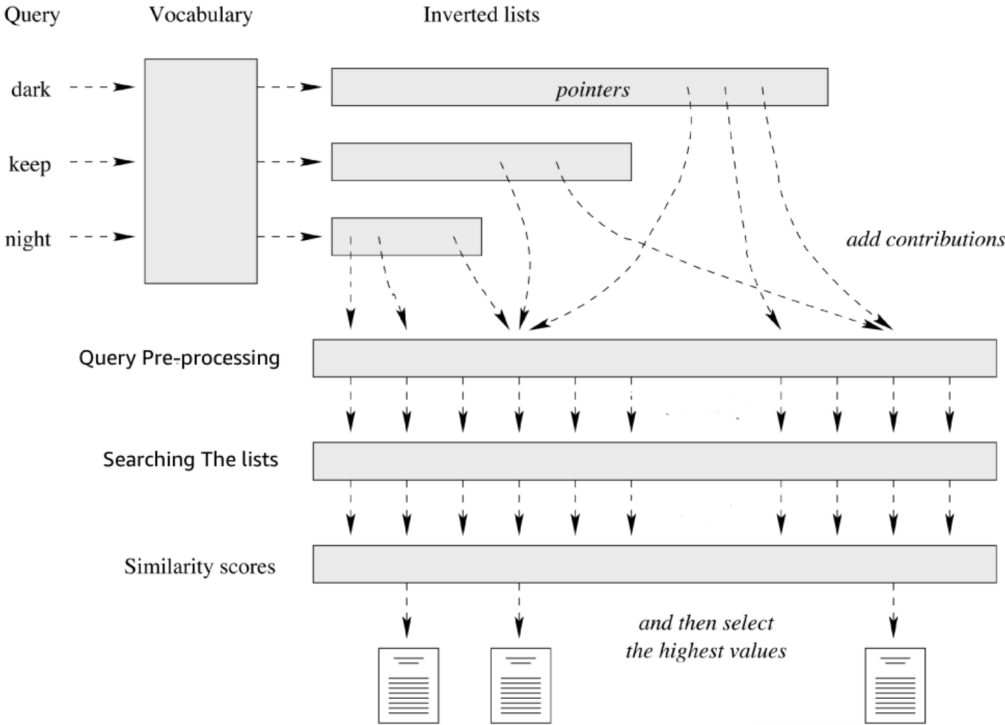 Query Vocabulary Inverted lists
dark
pointers
keep
night
add contributions
Query Pre-processing
Searching The lists
Similarity scores
and then select
the highest values